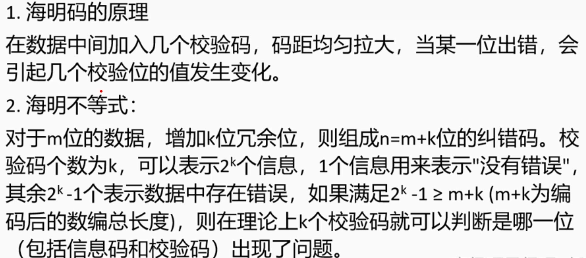 1. 海明码的原理
在数据中间加入几个校验码，码距均匀拉大，当某一位出错，会
引起几个校验位的值发生变化。
2. 海明不等式：
对于m位的数据，增加k位冗余位，则组成n=m+k位的纠错码。校
验码个数为k，可以表示2ᵏ个信息，1个信息用来表示"没有错误"，
其余2ᵏ -1个表示数据中存在错误，如果满足2ᵏ -1 ≥ m+k (m+k为编
码后的数编总长度)，则在理论上k个校验码就可以判断是哪一位
（包括信息码和校验码）出现了问题。